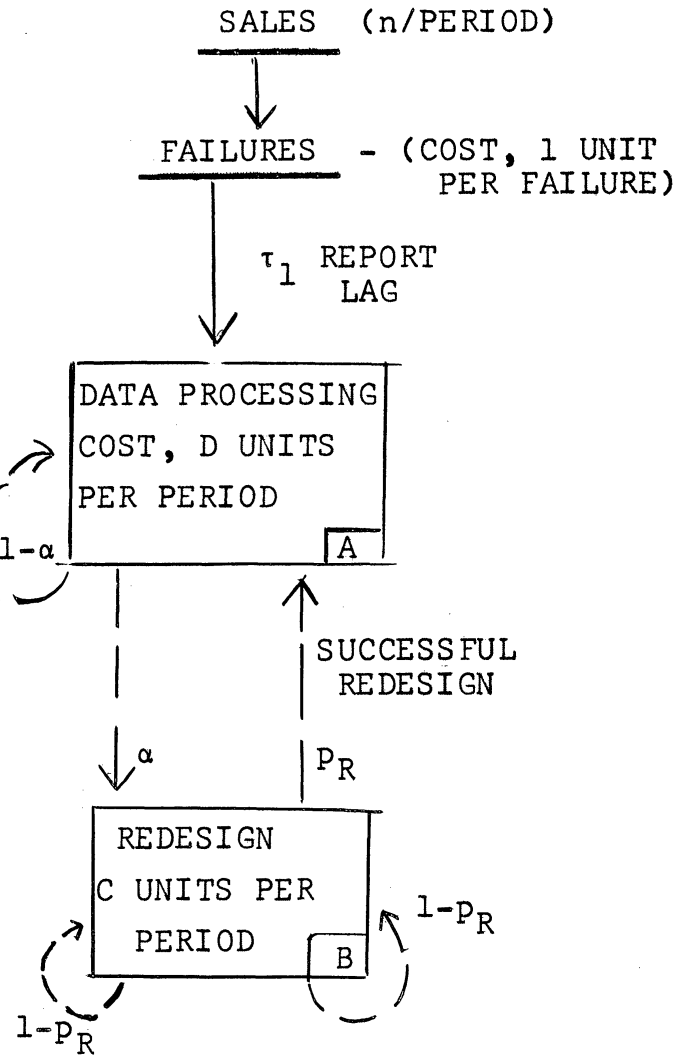 SALES (n/PERIOD)
FAILURES - (COST, 1 UNIT
PER FAILURE)
τ1 REPORT
LAG
DATA PROCESSING
COST, D UNITS
PER PERIOD
1-α
A
SUCCESSFUL
REDESIGN
α
pR
REDESIGN
C UNITS PER
PERIOD
B
1-pR
1-pR